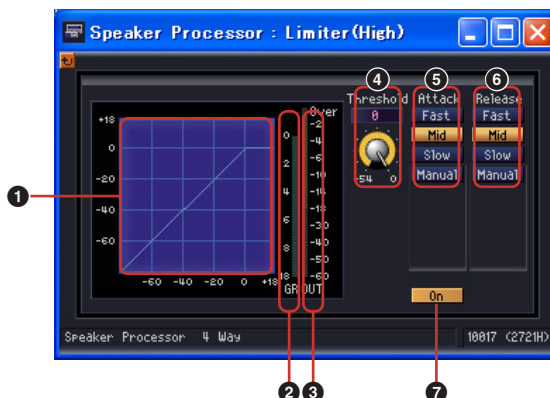 Speaker Processor : Limiter(High)
4 5 6
Threshold Attack Release
0 Fast Fast
Mid Mid
Slow Slow
-54 0 Manual Manual
+18
0
-20
-40
-60
-60 -40 -20 0 +18
0
2
4
6
8
18
GR
Over
-2
-4
-6
-10
-14
-18
-30
-40
-50
-60
OUT
1
On
Speaker Processor 4 Way 10017 (2721H)
2 3 7